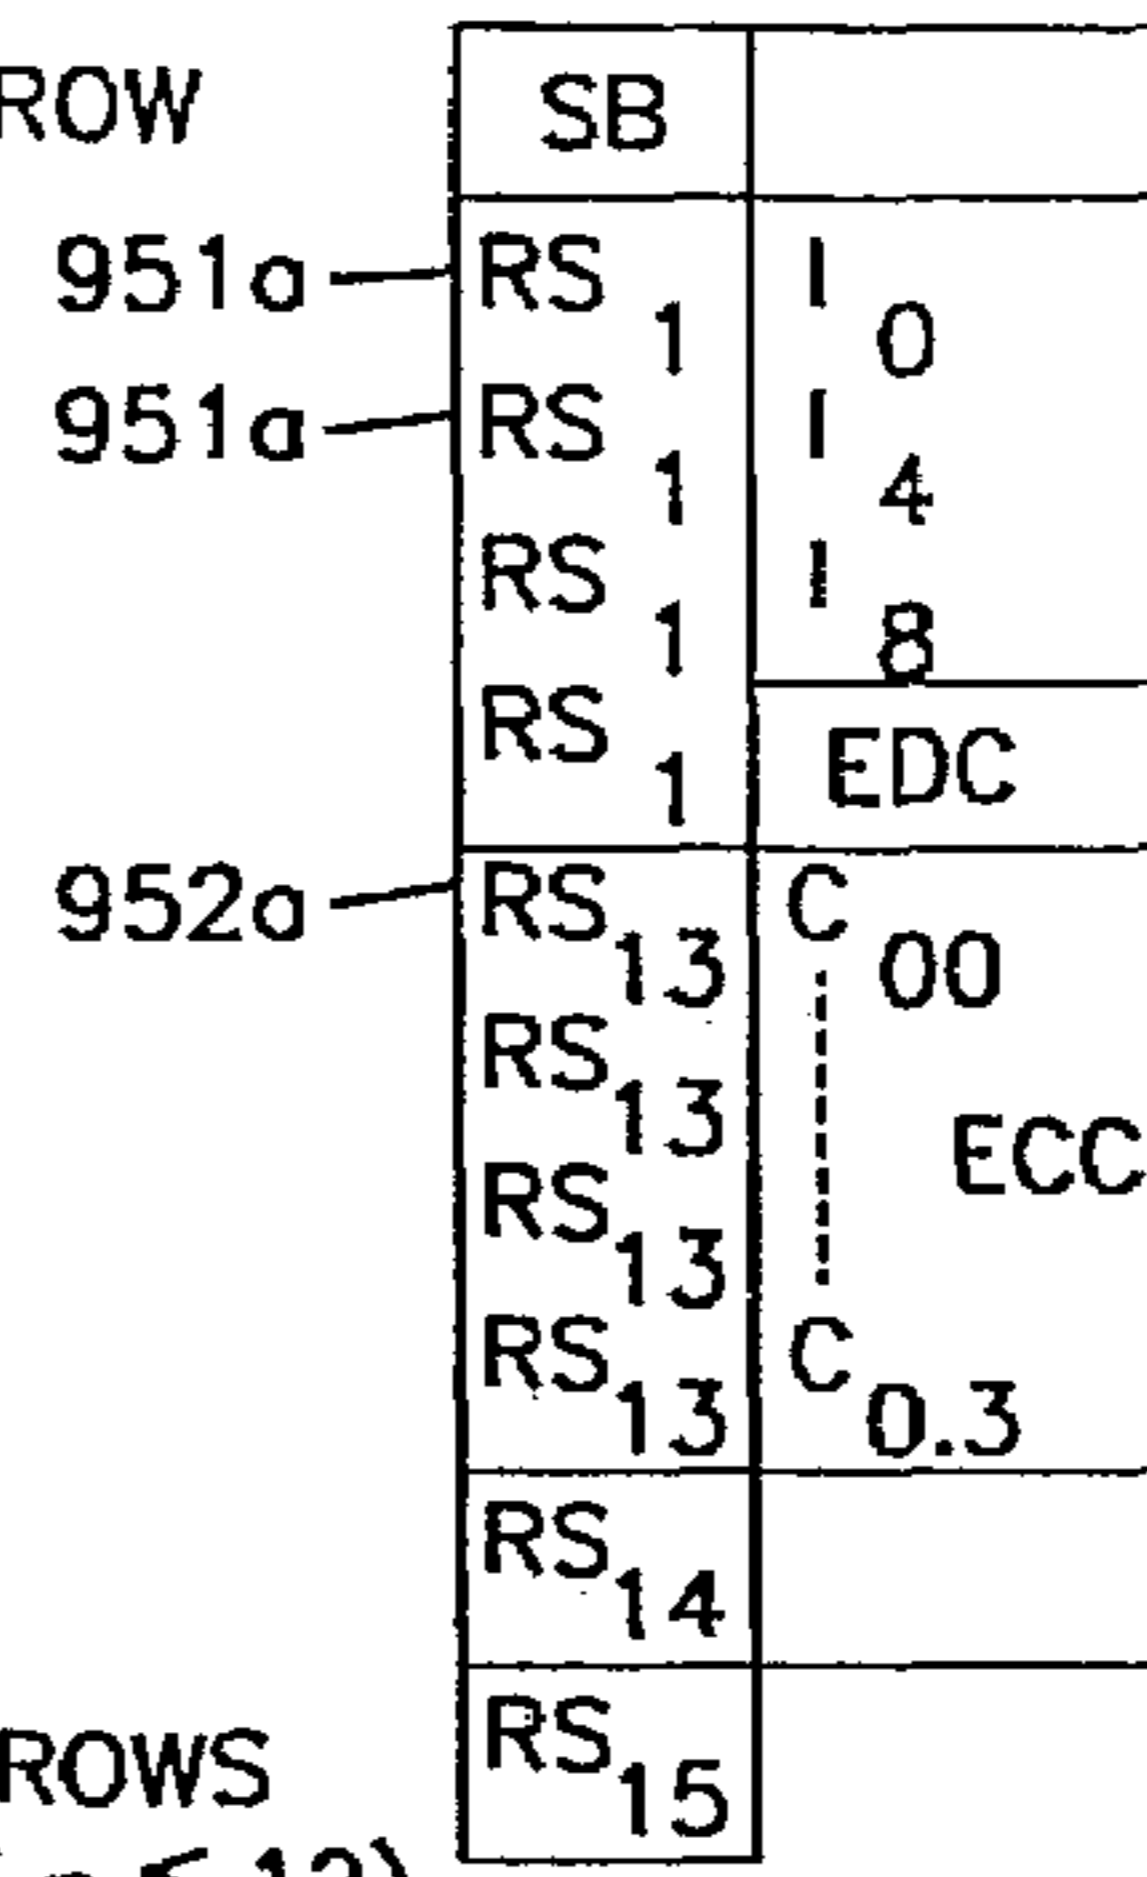 ROW SB
951a RS1 I0
951a RS1 I4
RS1 I8
RS1 EDC
952a RS13 C00
RS13
RS13 ECC
RS13 C0.3
RS14
RS15
ROWS